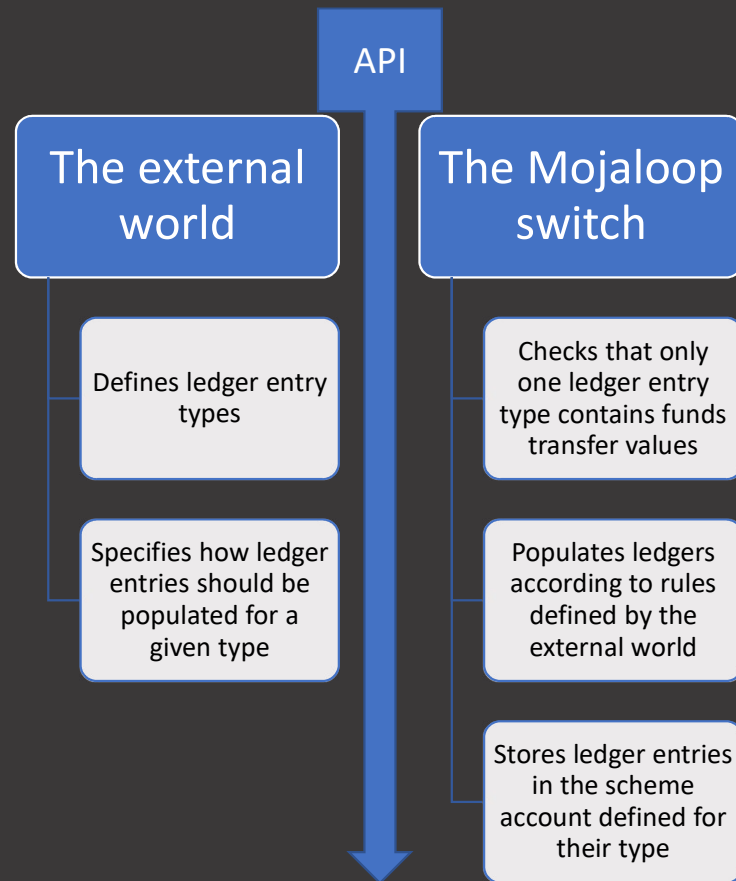 API
The external
world
Defines ledger entry
types
Specifies how ledger
entries should be
populated for a
given type
The Mojaloop
switch
Checks that only
one ledger entry
type contains funds
transfer values
Populates ledgers
according to rules
defined by the
external world
Stores ledger entries
in the scheme
account defined for
their type